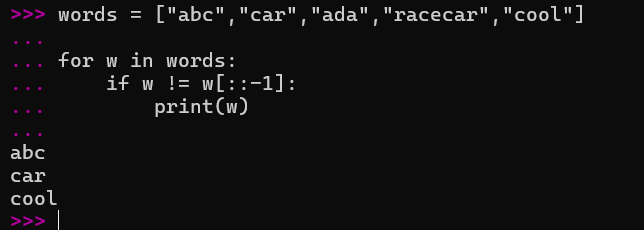 >>> words = ["abc","car","ada","racecar","cool"]
...
... for w in words:
...     if w != w[::-1]:
...         print(w)
...
abc
car
cool
>>>